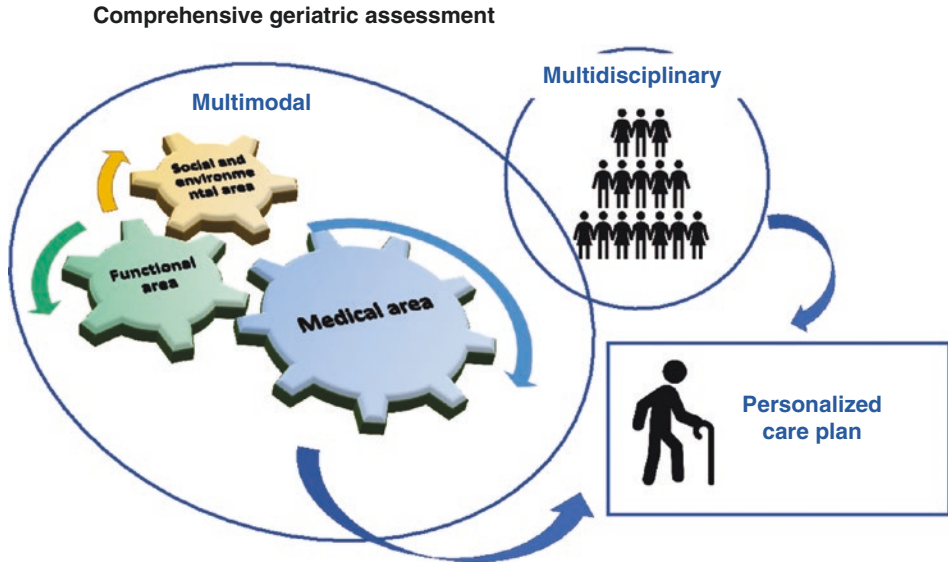 Comprehensive geriatric assessment
Multimodal
Multidisciplinary
Social and
environme
ntal area
Functional
area
Medical area
Personalized
care plan